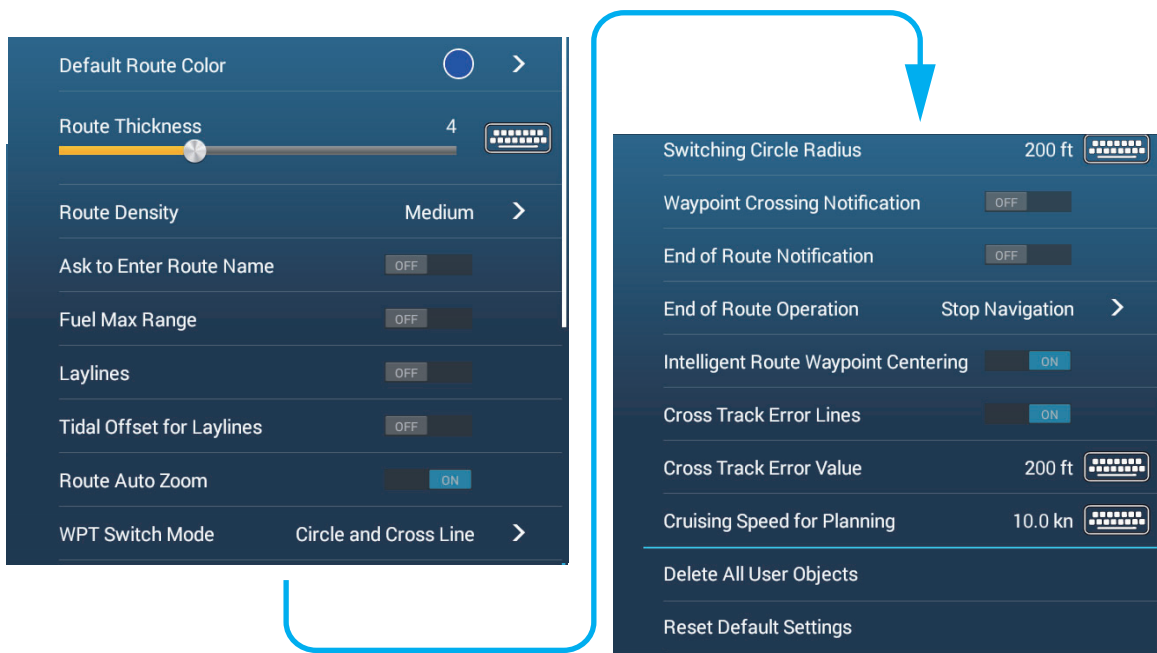 Default Route Color
Route Thickness 4
Route Density Medium
Ask to Enter Route Name OFF
Fuel Max Range OFF
Laylines OFF
Tidal Offset for Laylines OFF
Route Auto Zoom ON
WPT Switch Mode Circle and Cross Line
Switching Circle Radius 200 ft
Waypoint Crossing Notification OFF
End of Route Notification OFF
End of Route Operation Stop Navigation
Intelligent Route Waypoint Centering ON
Cross Track Error Lines ON
Cross Track Error Value 200 ft
Cruising Speed for Planning 10.0 kn
Delete All User Objects
Reset Default Settings